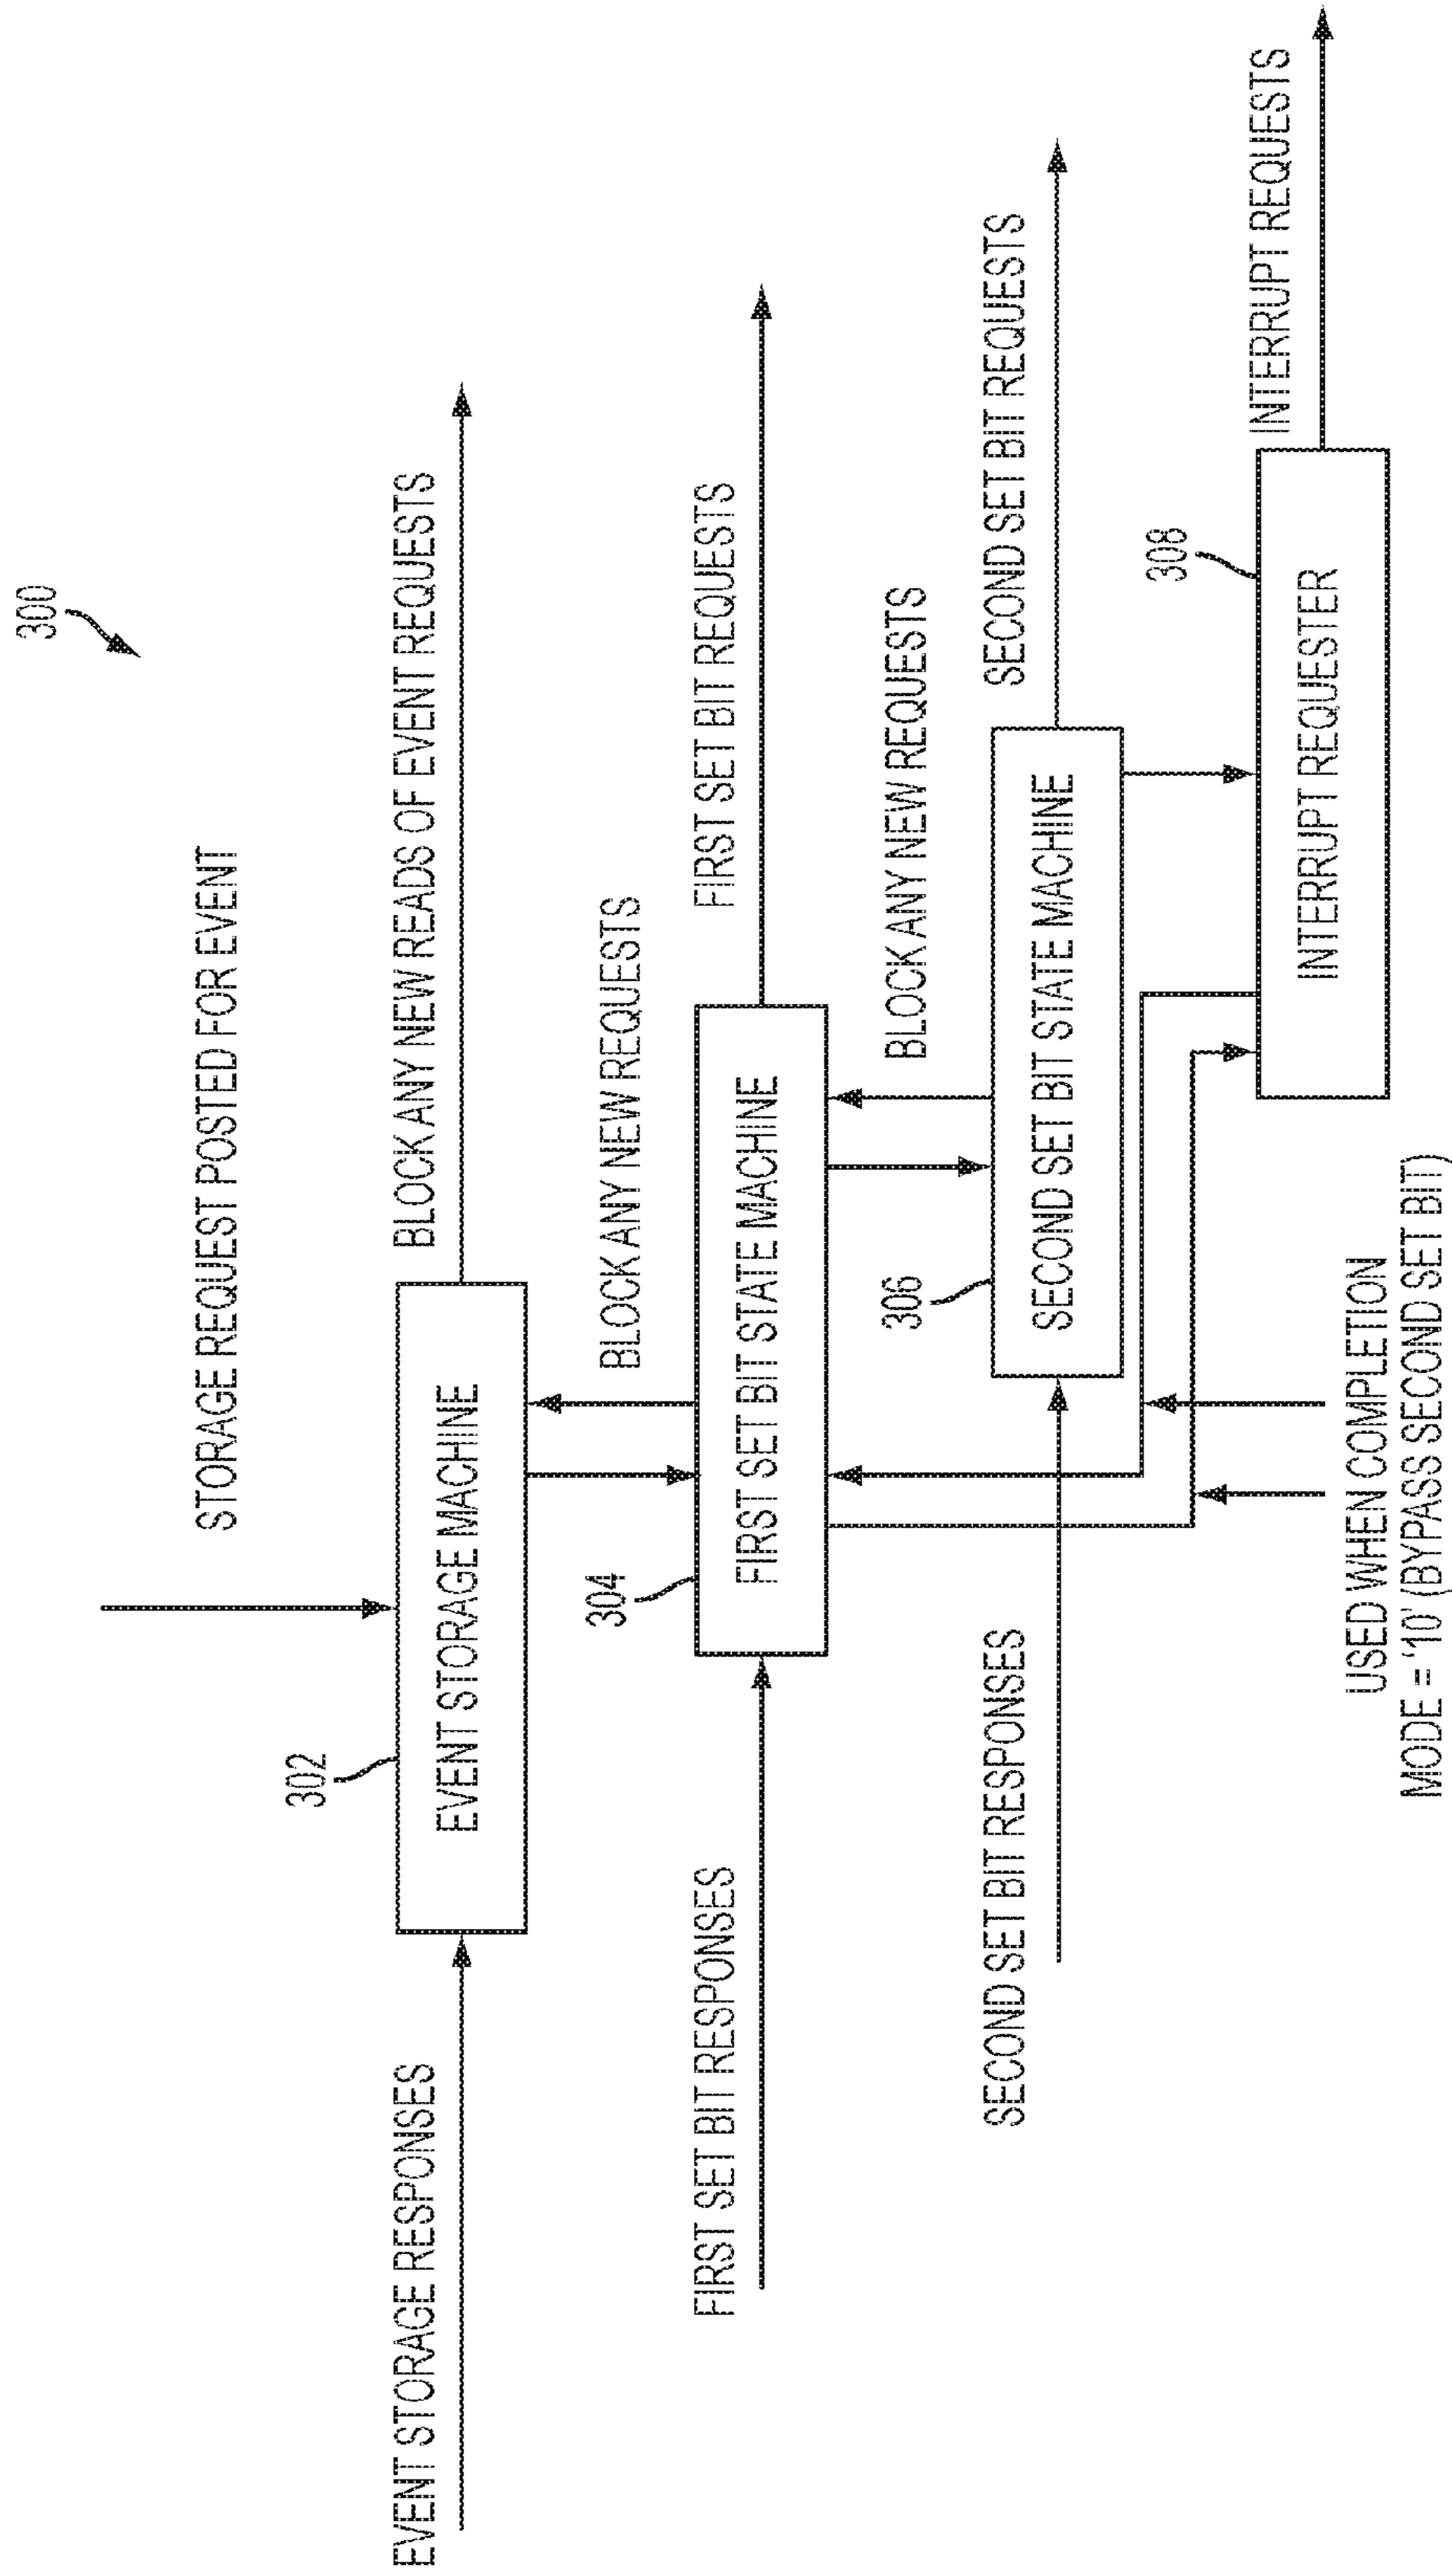 300
STORAGE REQUEST POSTED FOR EVENT
302
EVENT STORAGE RESPONSES
EVENT STORAGE MACHINE
BLOCK ANY NEW READS OF EVENT REQUESTS
BLOCK ANY NEW REQUESTS
304
FIRST SET BIT RESPONSES
FIRST SET BIT STATE MACHINE
FIRST SET BIT REQUESTS
BLOCK ANY NEW REQUESTS
306
SECOND SET BIT RESPONSES
SECOND SET BIT STATE MACHINE
SECOND SET BIT REQUESTS
308
INTERRUPT REQUESTER
INTERRUPT REQUESTS
USED WHEN COMPLETION
MODE = '10' (BYPASS SECOND SET BIT)